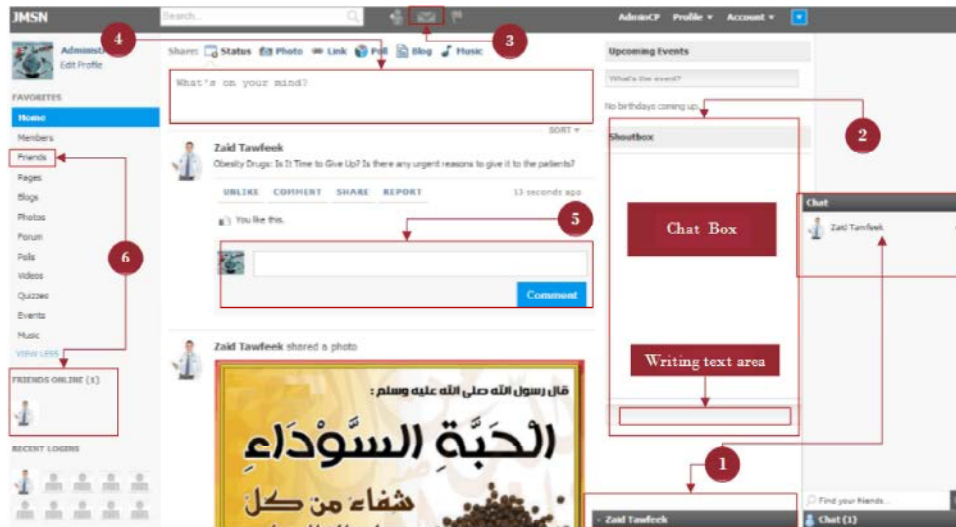 JMSN
Search...
AdminCP Profile Account
4
3
Edit Profile
Share: Status Photo Link Poll Blog Music
What's on your mind?
Upcoming Events
What's the event?
No birthdays coming up.
2
FAVORITES
Home
Members
Friends
Pages
Blogs
Photos
Forum
Polls
Videos
Quizzes
Events
Music
VIEW LESS
6
SORT
Zaid Tawfeek
Obesity Drugs: Is It Time to Give Up? Is there any urgent reasons to give it to the patients?
UNLIKE COMMENT SHARE REPORT
13 seconds ago
You like this.
5
Comment
Shoutbox
Chat Box
Writing text area
Chat
Zaid Tawfeek
FRIENDS ONLINE (1)
RECENT LOGINS
Zaid Tawfeek shared a photo
قال رسول الله صلى الله عليه وسلم :
الْحَبَّةِ السَّوْدَاءِ
شفاء من كل
1
Zaid Tawfeek
Find your friends...
Chat (1)